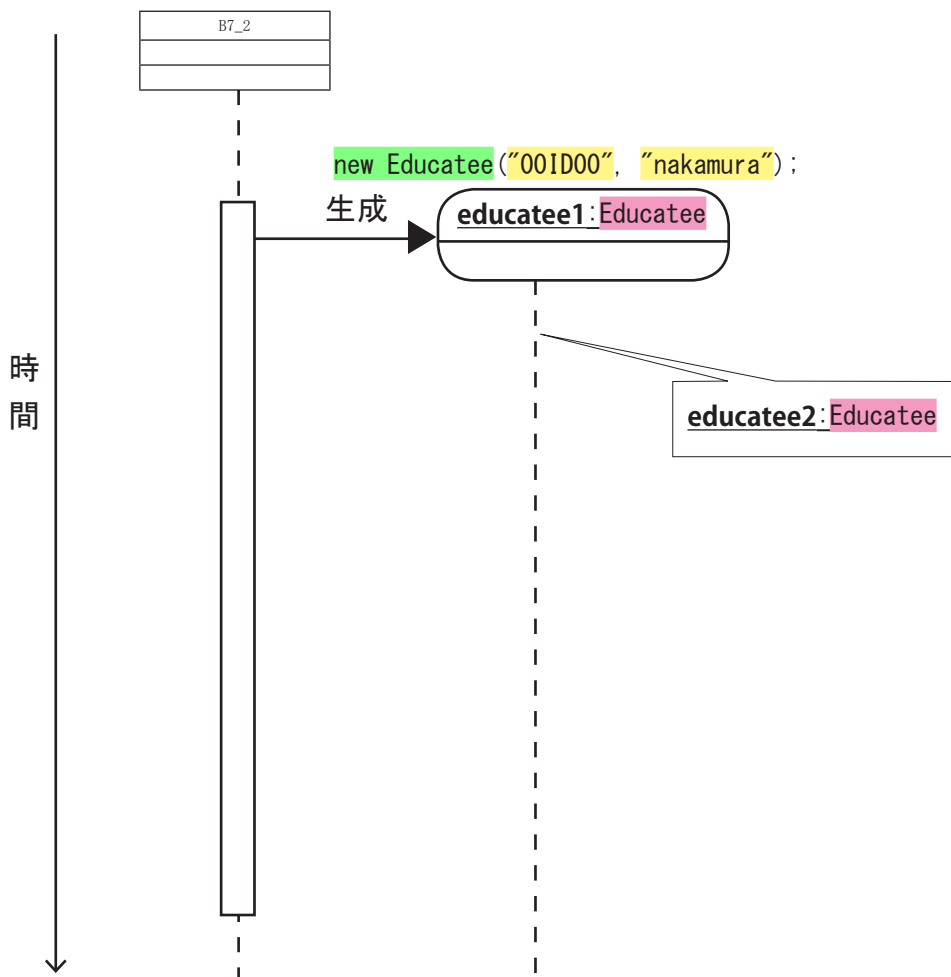 B7_2
new Educatee("00ID00", "nakamura");
生成
educatee1:Educatee
時間
educatee2:Educatee